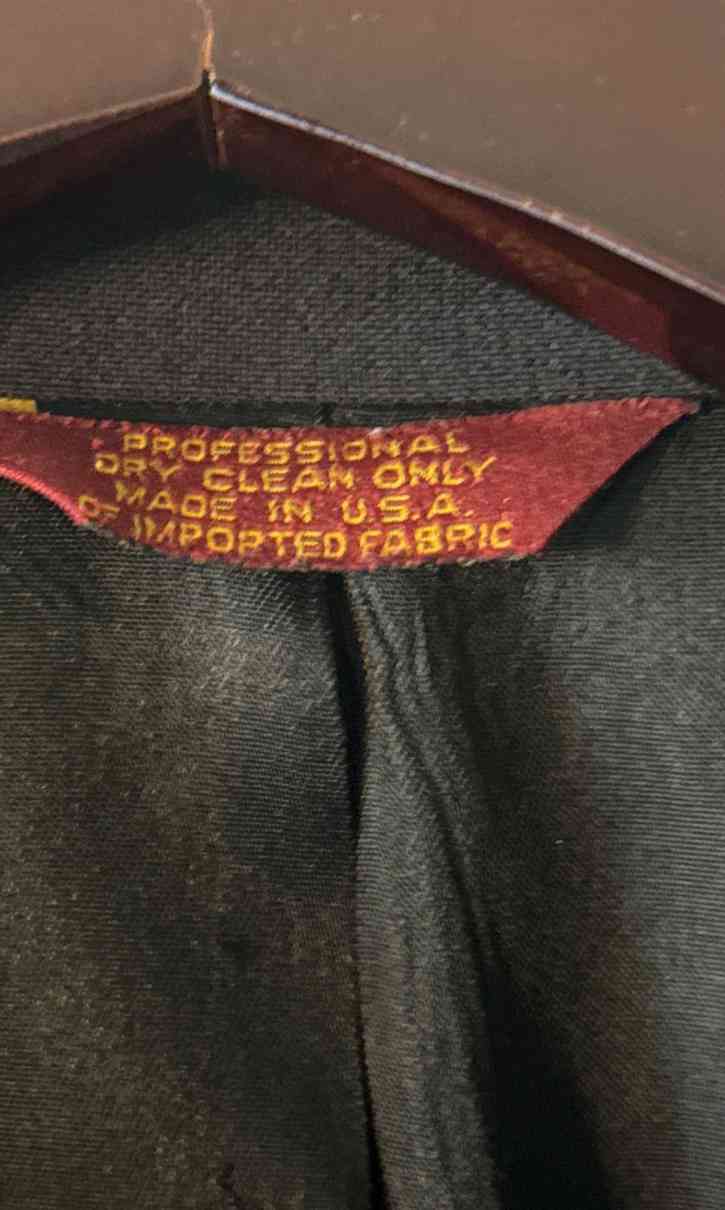 PROFESSIONAL
DRY CLEAN ONLY
MADE IN U.S.A.
OF IMPORTED FABRIC